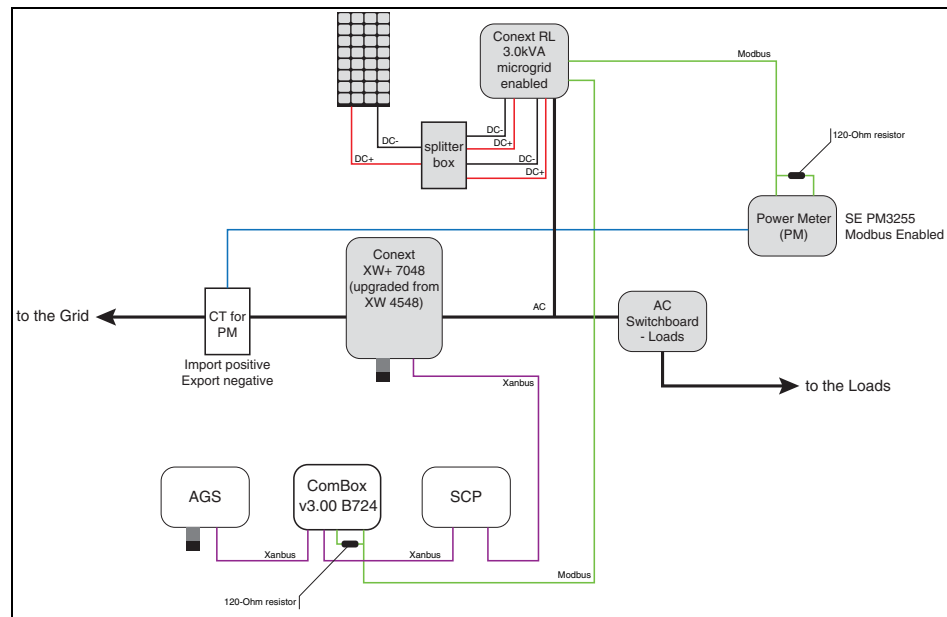 Conext RL
3.0kVA
microgrid
enabled
Modbus
DC-
DC+
splitter
box
DC-
DC+
DC-
DC+
120-Ohm resistor
Power Meter
(PM)
SE PM3255
Modbus Enabled
Conext
XW+ 7048
(upgraded from
XW 4548)
to the Grid
CT for
PM
Import positive
Export negative
AC
AC
Switchboard
- Loads
Xanbus
to the Loads
AGS
ComBox
v3.00 B724
SCP
Xanbus
Xanbus
Modbus
120-Ohm resistor